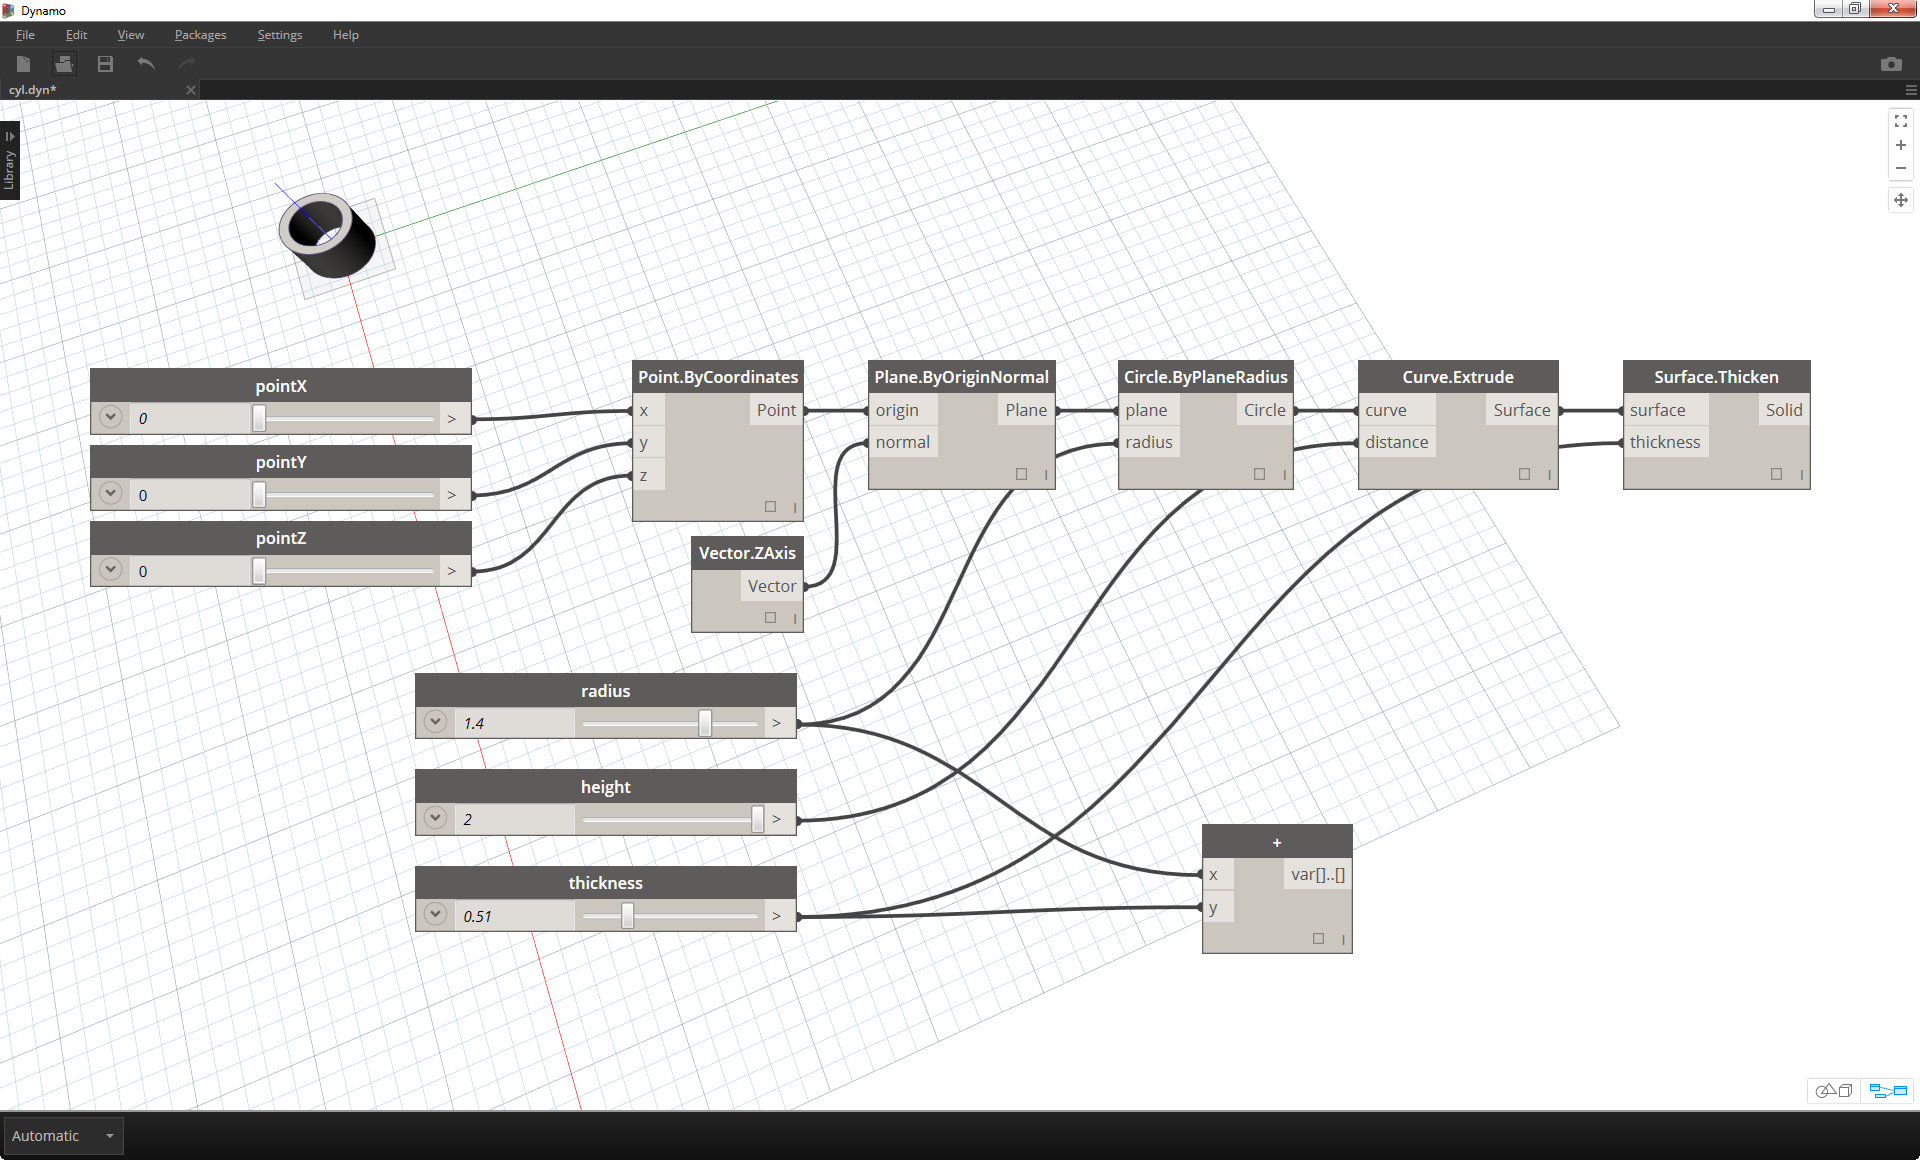 Dynamo
File Edit View Packages Settings Help
cyl.dyn*
Library
pointX
0 >
pointY
0 >
pointZ
0 >
Point.ByCoordinates
x Point
y
z
Vector.ZAxis
Vector
Plane.ByOriginNormal
origin Plane
normal
Circle.ByPlaneRadius
plane Circle
radius
Curve.Extrude
curve Surface
distance
Surface.Thicken
surface Solid
thickness
radius
1.4 >
height
2 >
thickness
0.51 >
+
x var[]..[]
y
Automatic